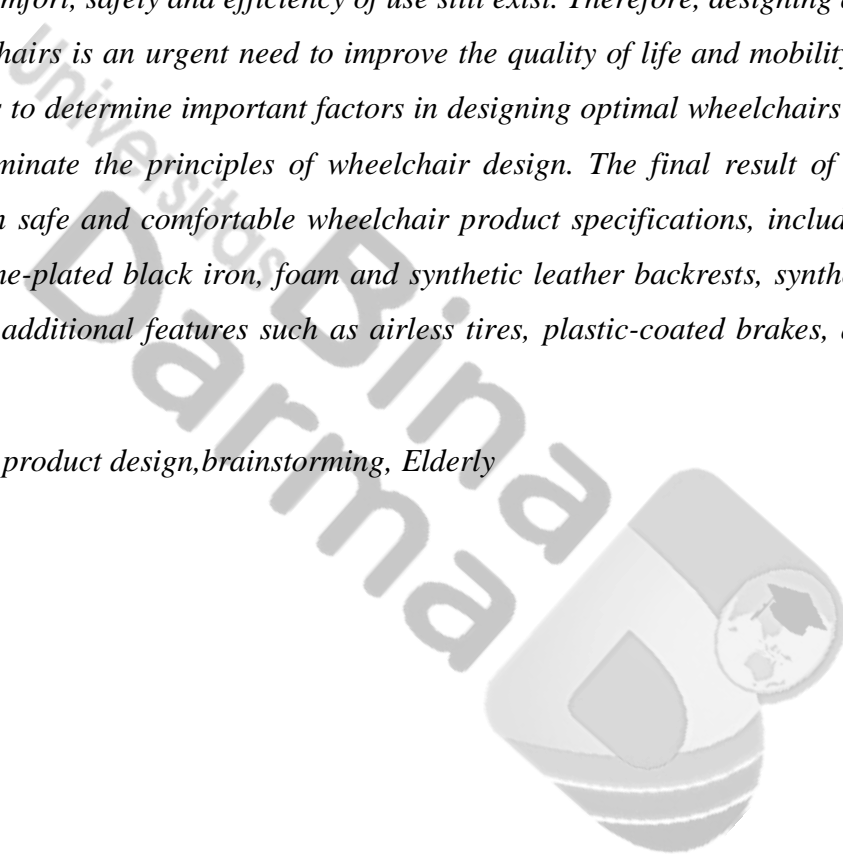 mfort, safety and efficiency of use still exist. Therefore, designing
hairs is an urgent need to improve the quality of life and mobility
to determine important factors in designing optimal wheelchairs
minate the principles of wheelchair design. The final result of
safe and comfortable wheelchair product specifications, includ
ne-plated black iron, foam and synthetic leather backrests, synth
additional features such as airless tires, plastic-coated brakes,
product design,brainstorming, Elderly
Universitas
Bina
Darma